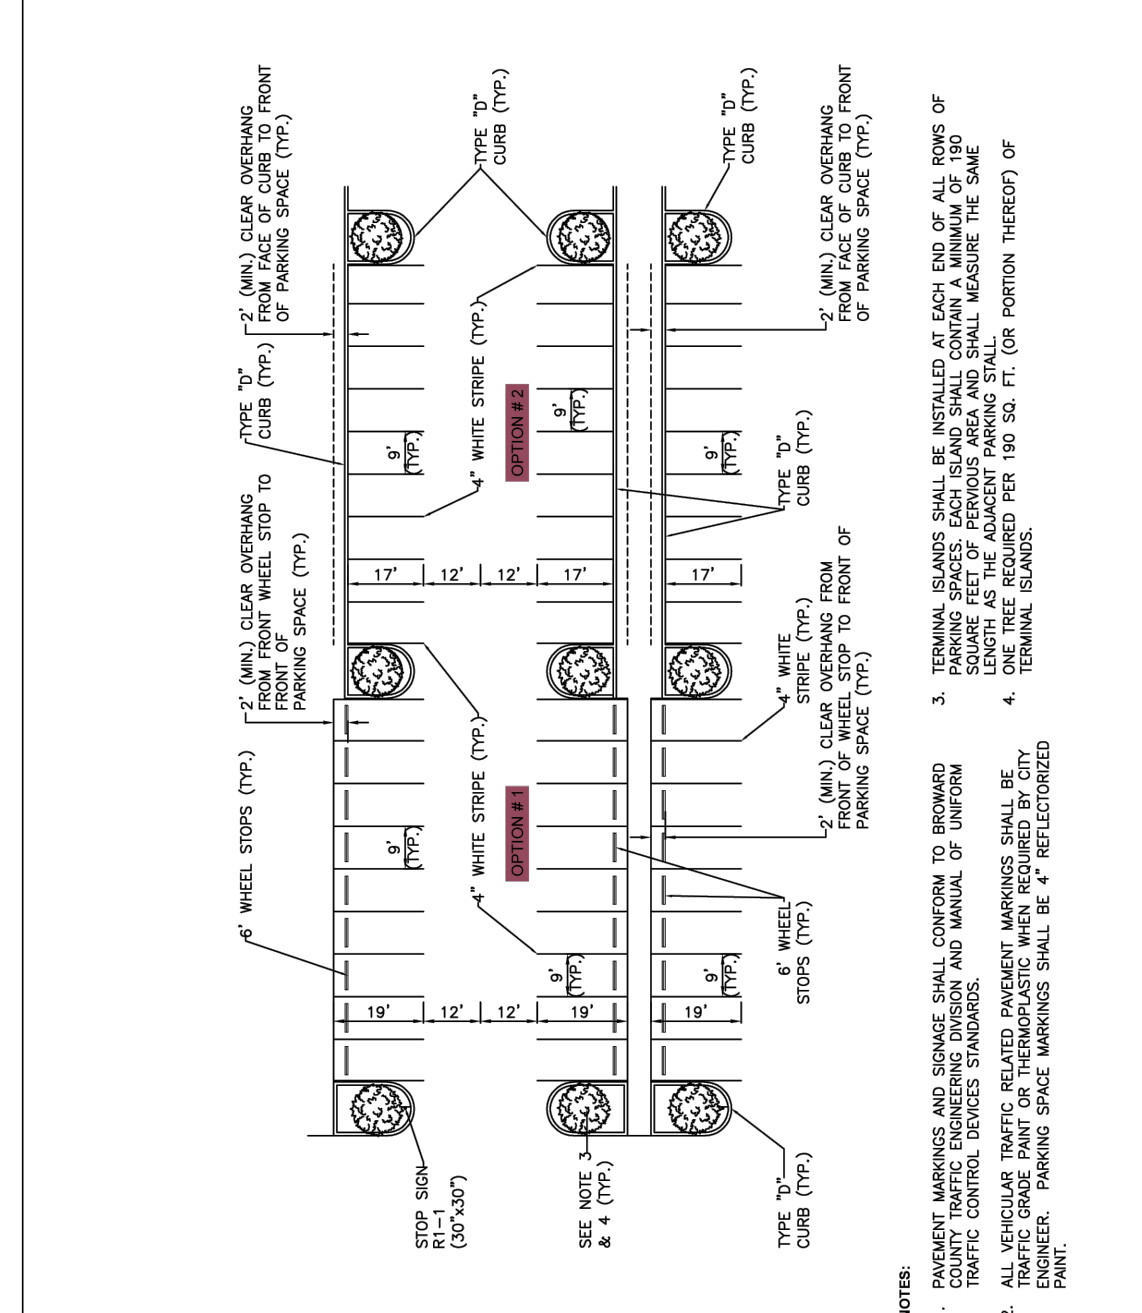 2' (MIN.) CLEAR OVERHANG
FROM FRONT WHEEL STOP TO
FRONT OF
PARKING SPACE (TYP.)
TYPE "D"
CURB (TYP.)
2' (MIN.) CLEAR OVERHANG
FROM FACE OF CURB TO FRONT
OF PARKING SPACE (TYP.)
6' WHEEL STOPS (TYP.)
9'
(TYP.)
9'
(TYP.)
19'
12'
12'
19'
19'
17'
12'
12'
17'
17'
4" WHITE STRIPE (TYP.)
4" WHITE STRIPE (TYP.)
TYPE "D"
CURB (TYP.)
OPTION # 1
OPTION # 2
9'
(TYP.)
9'
(TYP.)
9'
(TYP.)
9'
(TYP.)
STOP SIGN
R1-1
(30"x30")
SEE NOTE 3
& 4 (TYP.)
TYPE "D"
CURB (TYP.)
6' WHEEL
STOPS (TYP.)
4" WHITE
STRIPE (TYP.)
TYPE "D"
CURB (TYP.)
TYPE "D"
CURB (TYP.)
2' (MIN.) CLEAR OVERHANG FROM
FRONT OF WHEEL STOP TO FRONT OF
PARKING SPACE (TYP.)
2' (MIN.) CLEAR OVERHANG
FROM FACE OF CURB TO FRONT
OF PARKING SPACE (TYP.)
OTES:
. PAVEMENT MARKINGS AND SIGNAGE SHALL CONFORM TO BROWARD
COUNTY TRAFFIC ENGINEERING DIVISION AND MANUAL OF UNIFORM
TRAFFIC CONTROL DEVICES STANDARDS.
2. ALL VEHICULAR TRAFFIC RELATED PAVEMENT MARKINGS SHALL BE
TRAFFIC GRADE PAINT OR THERMOPLASTIC WHEN REQUIRED BY CITY
ENGINEER. PARKING SPACE MARKINGS SHALL BE 4" REFLECTORIZED
PAINT.
3. TERMINAL ISLANDS SHALL BE INSTALLED AT EACH END OF ALL ROWS OF
PARKING SPACES. EACH ISLAND SHALL CONTAIN A MINIMUM OF 190
SQUARE FEET OF PERVIOUS AREA AND SHALL MEASURE THE SAME
LENGTH AS THE ADJACENT PARKING STALL.
4. ONE TREE REQUIRED PER 190 SQ. FT. (OR PORTION THEREOF) OF
TERMINAL ISLANDS.